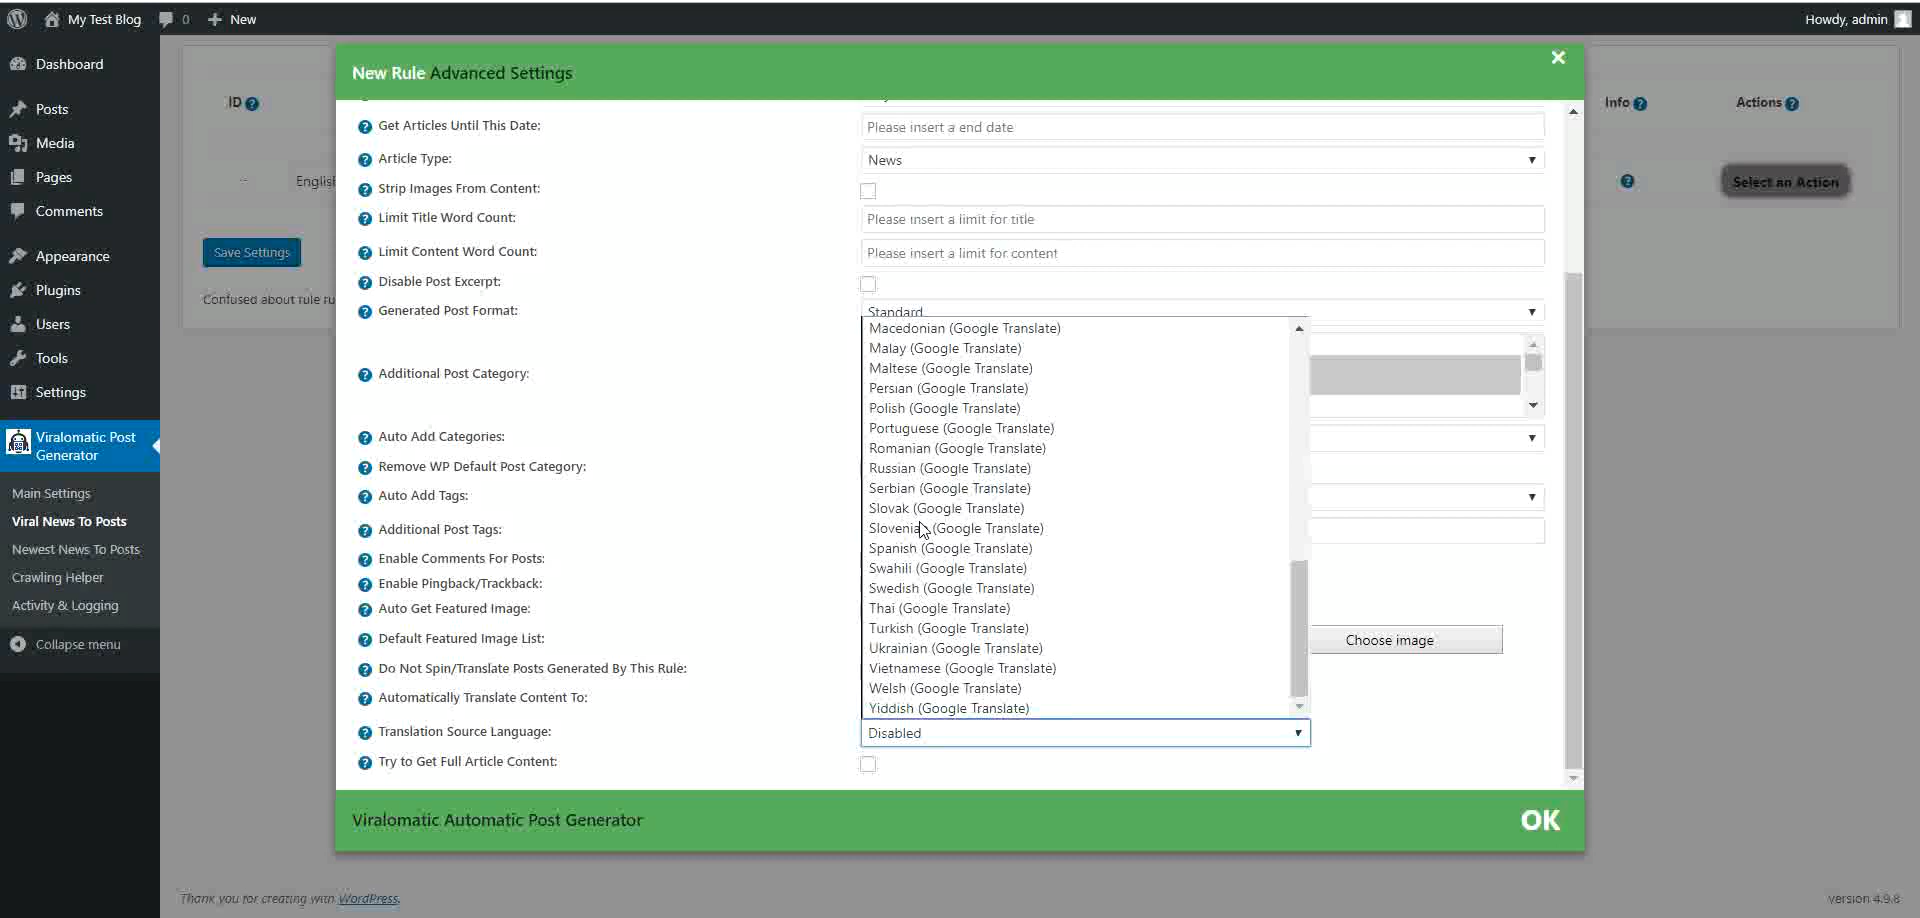 My Test Blog 0 New Howdy, admin
Dashboard
Posts
Media
Pages
Comments
Appearance
Plugins
Users
Tools
Settings
Viralomatic Post
Generator
Main Settings
Viral News To Posts
Newest News To Posts
Crawling Helper
Activity & Logging
Collapse menu
ID
Info
Actions
--
English
Select an Action
Save Settings
Confused about rule ru
New Rule Advanced Settings
Get Articles Until This Date:
Please insert a end date
Article Type:
News
Strip Images From Content:
Limit Title Word Count:
Please insert a limit for title
Limit Content Word Count:
Please insert a limit for content
Disable Post Excerpt:
Generated Post Format:
Standard
Additional Post Category:
Auto Add Categories:
Remove WP Default Post Category:
Auto Add Tags:
Additional Post Tags:
Enable Comments For Posts:
Enable Pingback/Trackback:
Auto Get Featured Image:
Default Featured Image List:
Choose image
Do Not Spin/Translate Posts Generated By This Rule:
Automatically Translate Content To:
Macedonian (Google Translate)
Malay (Google Translate)
Maltese (Google Translate)
Persian (Google Translate)
Polish (Google Translate)
Portuguese (Google Translate)
Romanian (Google Translate)
Russian (Google Translate)
Serbian (Google Translate)
Slovak (Google Translate)
Slovenian (Google Translate)
Spanish (Google Translate)
Swahili (Google Translate)
Swedish (Google Translate)
Thai (Google Translate)
Turkish (Google Translate)
Ukrainian (Google Translate)
Vietnamese (Google Translate)
Welsh (Google Translate)
Yiddish (Google Translate)
Translation Source Language:
Disabled
Try to Get Full Article Content:
Viralomatic Automatic Post Generator
OK
Thank you for creating with WordPress.
Version 4.9.8